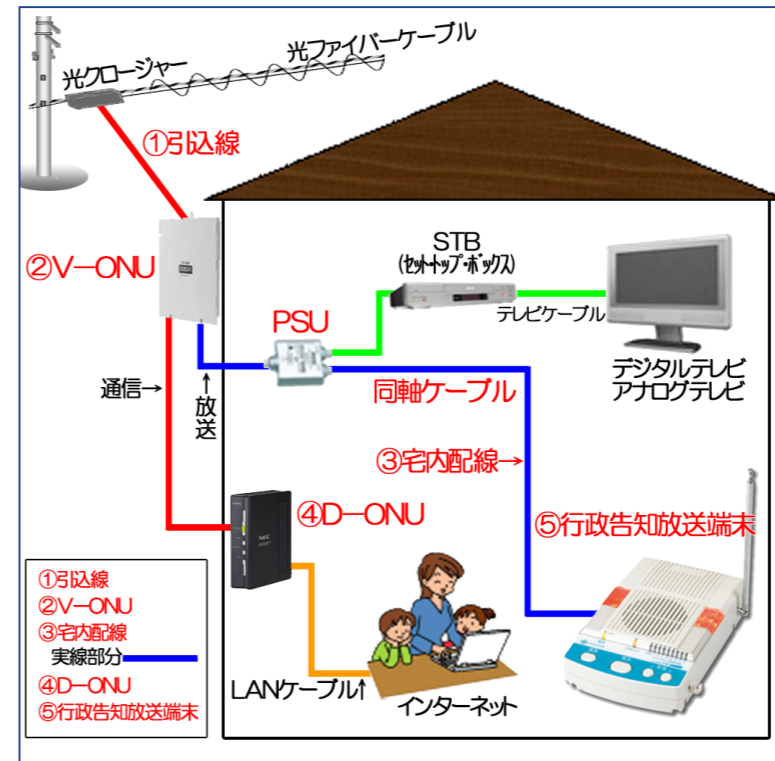 光ファイバーケーブル
光クロージャー
①引込線
②V-ONU
STB
(セット・トップ・ボックス)
PSU
テレビケーブル
デジタルテレビ
アナログテレビ
同軸ケーブル
通信→
↑
放送
③宅内配線→
④D-ONU
NEC
⑤行政告知放送端末
①引込線
②V-ONU
③宅内配線
実線部分
④D-ONU
⑤行政告知放送端末
LANケーブル↑
インターネット